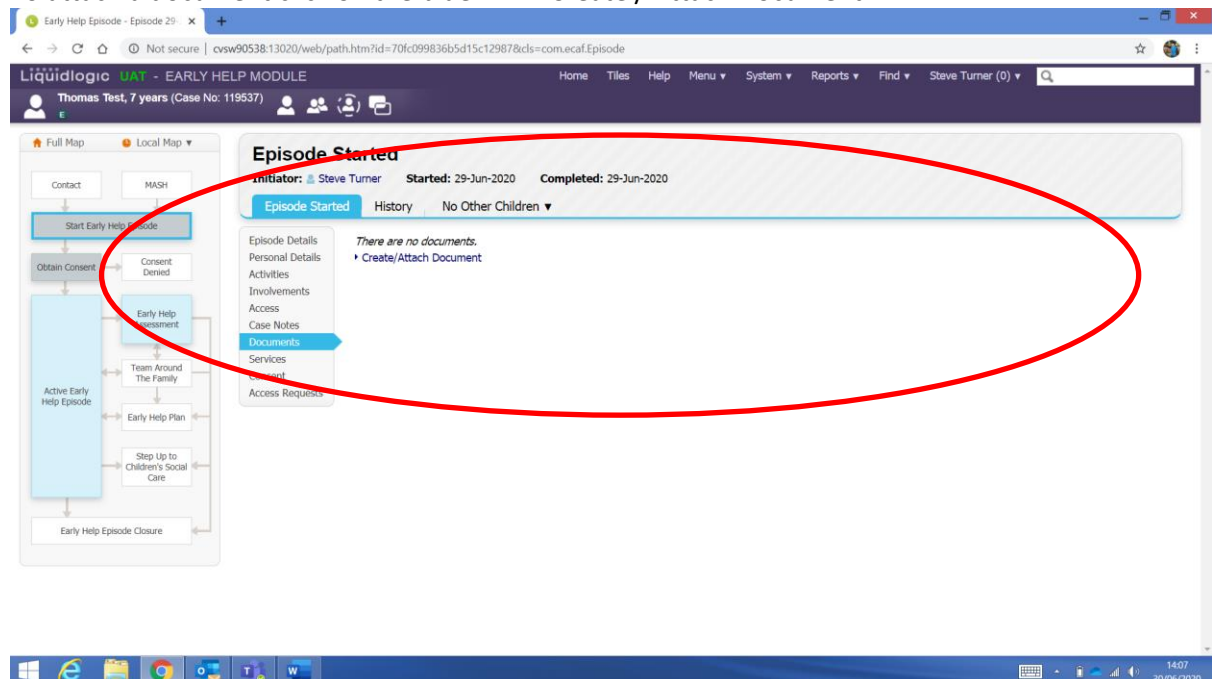 Early Help Episode - Episode 29-
Not secure | cvsw90538:13020/web/path.htm?id=70fc099836b5d15c12987&cls=com.ecaf.Episode
Liquidlogic UAT - EARLY HELP MODULE
Home Tiles Help Menu ▾ System ▾ Reports ▾ Find ▾ Steve Turner (0) ▾
Thomas Test, 7 years (Case No: 119537)
E
Full Map Local Map ▾
Contact
MASH
Start Early Help Episode
Obtain Consent
Consent
Denied
Early Help
Assessment
Team Around
The Family
Active Early
Help Episode
Early Help Plan
Step Up to
Children's Social
Care
Early Help Episode Closure
Episode Started
Initiator: Steve Turner Started: 29-Jun-2020 Completed: 29-Jun-2020
Episode Started History No Other Children ▾
Episode Details
Personal Details
Activities
Involvements
Access
Case Notes
Documents
Services
Consent
Access Requests
There are no documents.
Create/Attach Document
14:07